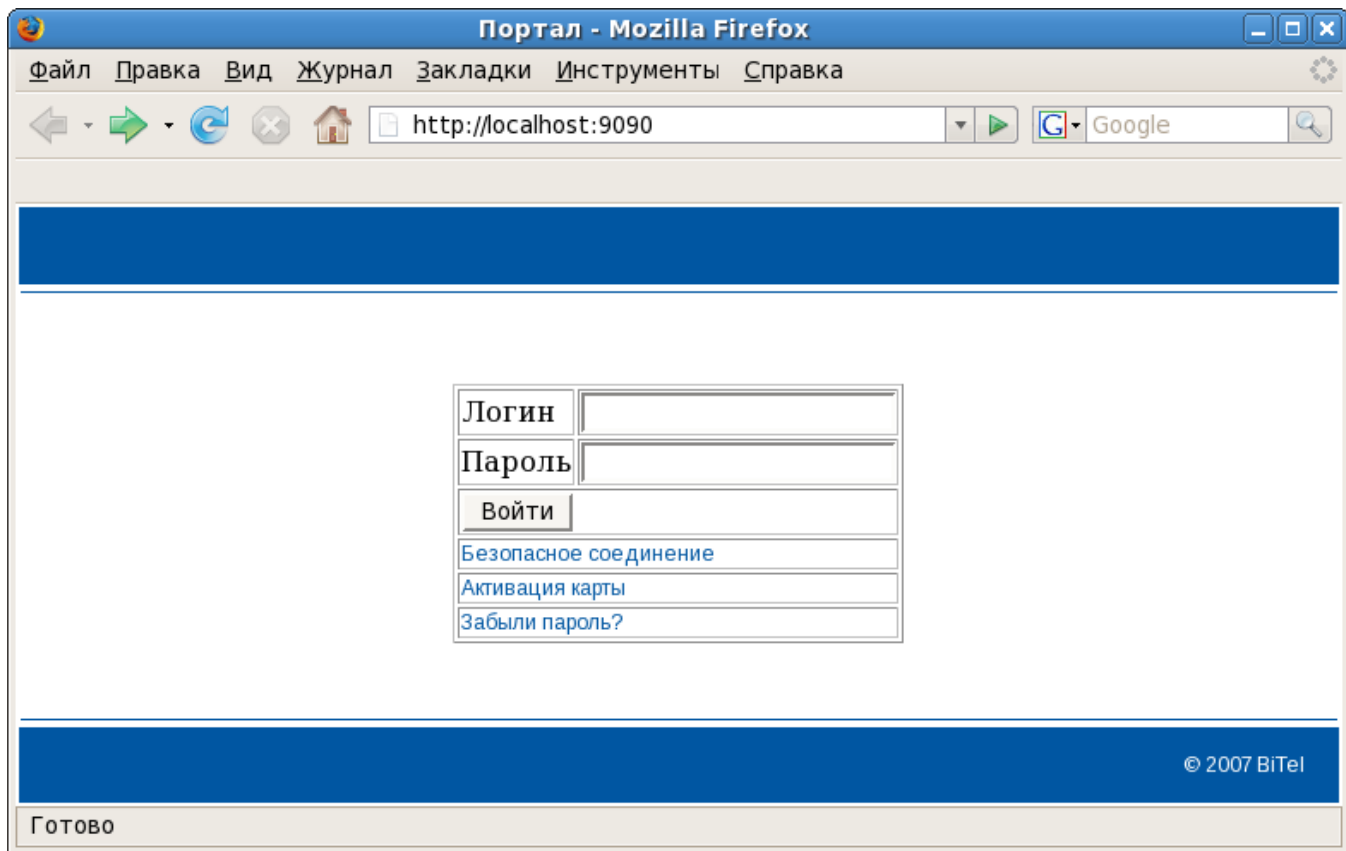 Портал - Mozilla Firefox
Файл Правка Вид Журнал Закладки Инструменты Справка
http://localhost:9090 G Google
Логин
Пароль
Войти
Безопасное соединение
Активация карты
Забыли пароль?
© 2007 BiTel
Готово